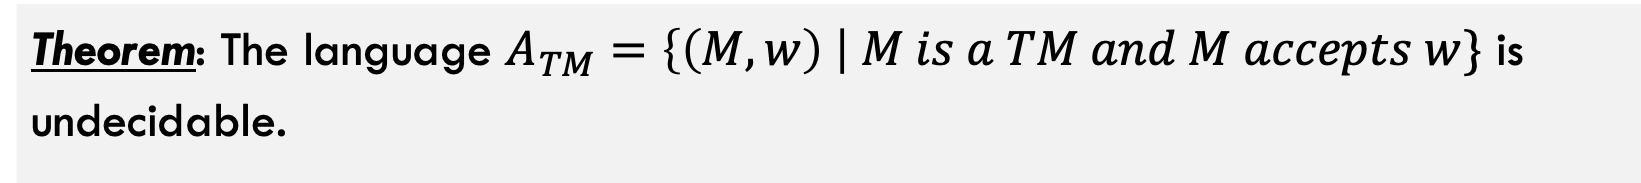 Theorem: The language A_TM = {(M, w) | M is a TM and M accepts w} is
undecidable.